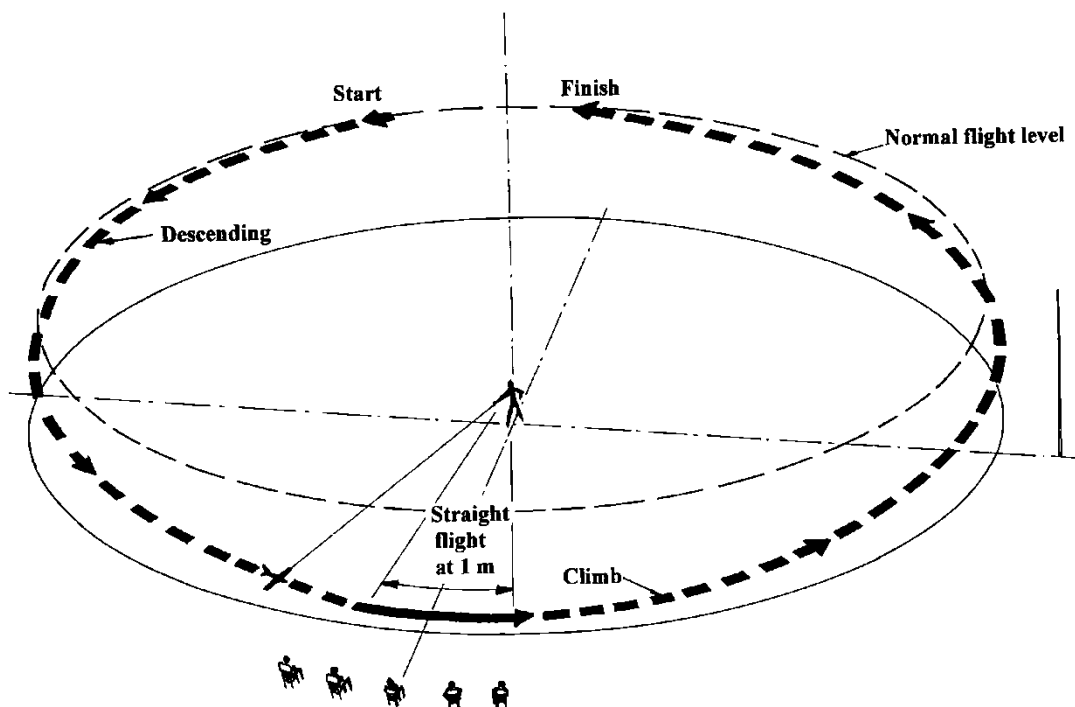 Start
Finish
Normal flight level
Descending
Straight
flight
at 1 m
Climb